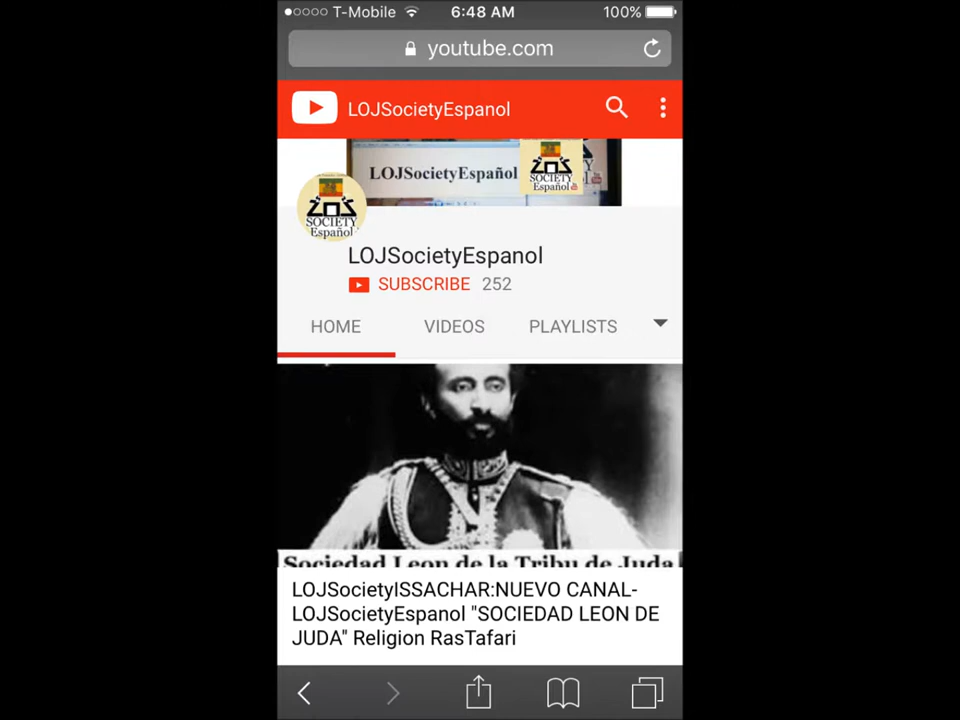 T-Mobile 6:48 AM 100%
youtube.com
LOJSocietyEspanol
LOJSocietyEspañol
SOCIETY
Español
SOCIETY
Español
LOJSocietyEspanol
SUBSCRIBE 252
HOME VIDEOS PLAYLISTS
Sociedad Leon de la Tribu de Juda
LOJSocietyISSACHAR:NUEVO CANAL-
LOJSocietyEspanol "SOCIEDAD LEON DE
JUDA" Religion RasTafari